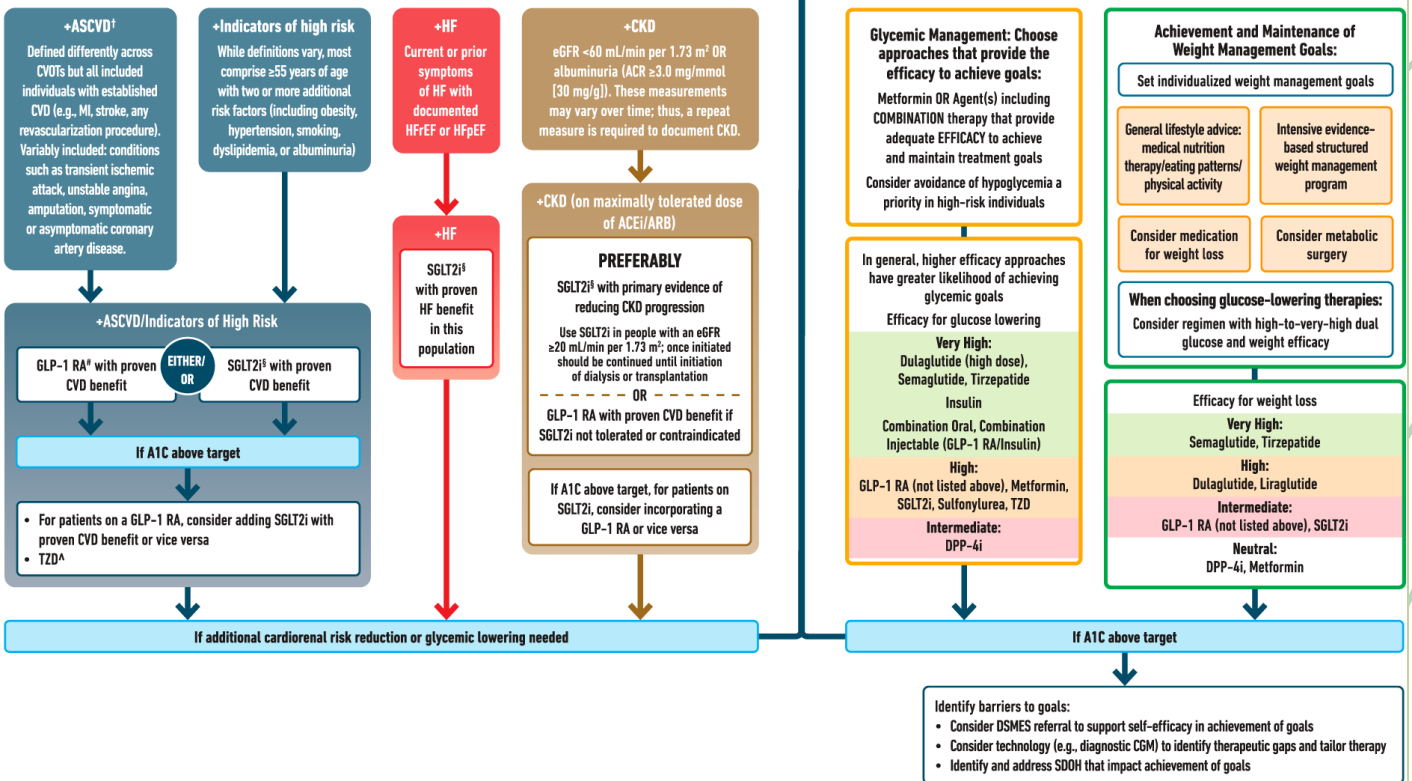 +ASCVD†
Defined differently across
CVOTs but all included
individuals with established
CVD (e.g., MI, stroke, any
revascularization procedure).
Variably included: conditions
such as transient ischemic
attack, unstable angina,
amputation, symptomatic
or asymptomatic coronary
artery disease.
+Indicators of high risk
While definitions vary, most
comprise ≥55 years of age
with two or more additional
risk factors (including obesity,
hypertension, smoking,
dyslipidemia, or albuminuria)
+ASCVD/Indicators of High Risk
GLP-1 RA# with proven
CVD benefit
EITHER/
OR
SGLT2i§ with proven
CVD benefit
If A1C above target
• For patients on a GLP-1 RA, consider adding SGLT2i with
proven CVD benefit or vice versa
• TZD^
+HF
Current or prior
symptoms
of HF with
documented
HFrEF or HFpEF
+HF
SGLT2i§
with proven
HF benefit
in this
population
+CKD
eGFR <60 mL/min per 1.73 m² OR
albuminuria (ACR ≥3.0 mg/mmol
[30 mg/g]). These measurements
may vary over time; thus, a repeat
measure is required to document CKD.
+CKD (on maximally tolerated dose
of ACEi/ARB)
PREFERABLY
SGLT2i§ with primary evidence of
reducing CKD progression
Use SGLT2i in people with an eGFR
≥20 mL/min per 1.73 m²; once initiated
should be continued until initiation
of dialysis or transplantation
OR
GLP-1 RA with proven CVD benefit if
SGLT2i not tolerated or contraindicated
If A1C above target, for patients on
SGLT2i, consider incorporating a
GLP-1 RA or vice versa
If additional cardiorenal risk reduction or glycemic lowering needed
Glycemic Management: Choose
approaches that provide the
efficacy to achieve goals:
Metformin OR Agent(s) including
COMBINATION therapy that provide
adequate EFFICACY to achieve
and maintain treatment goals
Consider avoidance of hypoglycemia a
priority in high-risk individuals
In general, higher efficacy approaches
have greater likelihood of achieving
glycemic goals
Efficacy for glucose lowering
Very High:
Dulaglutide (high dose),
Semaglutide, Tirzepatide
Insulin
Combination Oral, Combination
Injectable (GLP-1 RA/Insulin)
High:
GLP-1 RA (not listed above), Metformin,
SGLT2i, Sulfonylurea, TZD
Intermediate:
DPP-4i
Achievement and Maintenance of
Weight Management Goals:
Set individualized weight management goals
General lifestyle advice:
medical nutrition
therapy/eating patterns/
physical activity
Intensive evidence-
based structured
weight management
program
Consider medication
for weight loss
Consider metabolic
surgery
When choosing glucose-lowering therapies:
Consider regimen with high-to-very-high dual
glucose and weight efficacy
Efficacy for weight loss
Very High:
Semaglutide, Tirzepatide
High:
Dulaglutide, Liraglutide
Intermediate:
GLP-1 RA (not listed above), SGLT2i
Neutral:
DPP-4i, Metformin
If A1C above target
Identify barriers to goals:
• Consider DSMES referral to support self-efficacy in achievement of goals
• Consider technology (e.g., diagnostic CGM) to identify therapeutic gaps and tailor therapy
• Identify and address SDOH that impact achievement of goals